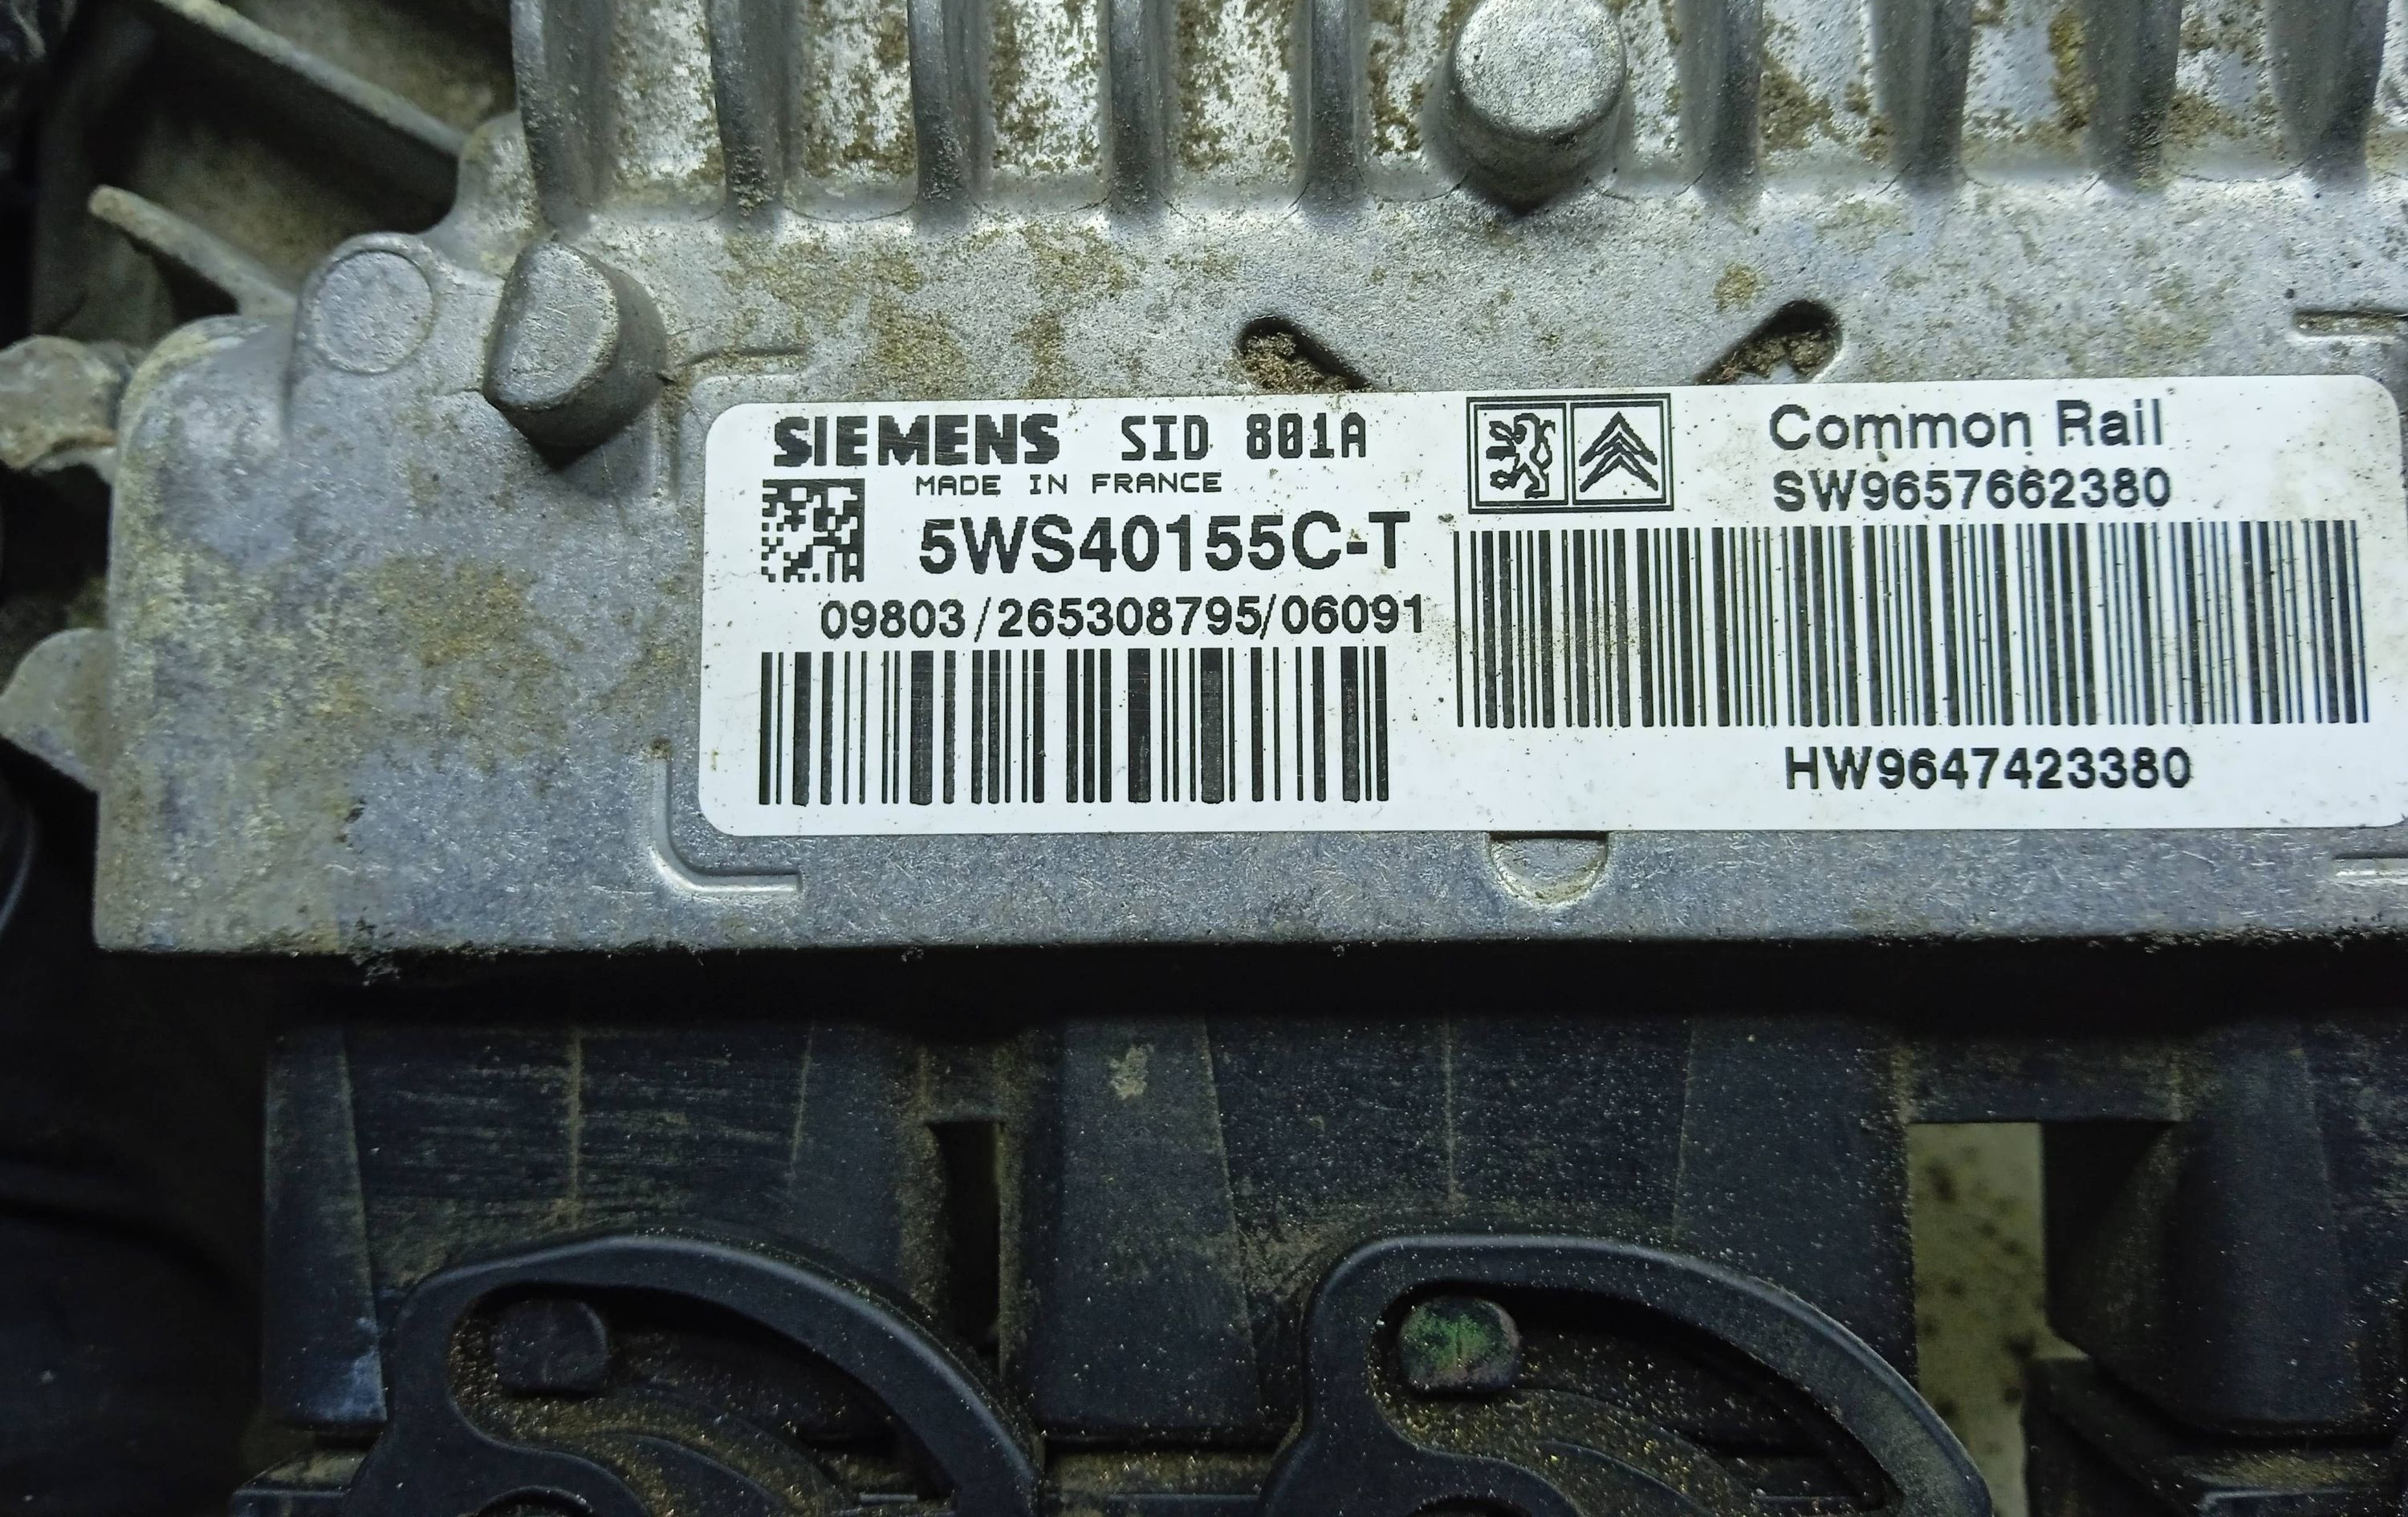 SIEMENS SID 801A
MADE IN FRANCE
5WS40155C-T
09803/265308795/06091
Common Rail
SW9657662380
HW9647423380